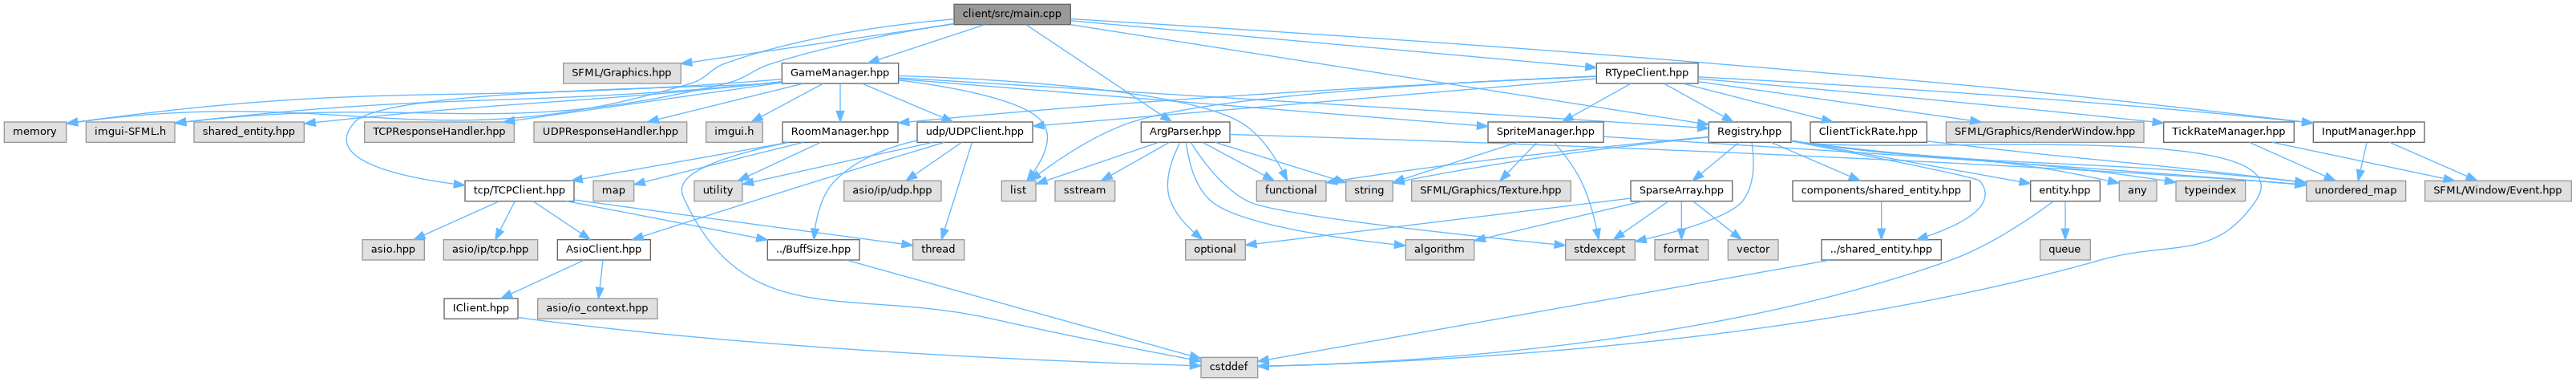 client/src/main.cpp
SFML/Graphics.hpp
GameManager.hpp
RTypeClient.hpp
memory
imgui-SFML.h
shared_entity.hpp
TCPResponseHandler.hpp
UDPResponseHandler.hpp
imgui.h
RoomManager.hpp
udp/UDPClient.hpp
ArgParser.hpp
SpriteManager.hpp
Registry.hpp
ClientTickRate.hpp
SFML/Graphics/RenderWindow.hpp
TickRateManager.hpp
InputManager.hpp
tcp/TCPClient.hpp
map
utility
asio/ip/udp.hpp
list
sstream
functional
string
SFML/Graphics/Texture.hpp
SparseArray.hpp
components/shared_entity.hpp
entity.hpp
any
typeindex
unordered_map
SFML/Window/Event.hpp
asio.hpp
asio/ip/tcp.hpp
AsioClient.hpp
../BuffSize.hpp
thread
optional
algorithm
stdexcept
format
vector
../shared_entity.hpp
queue
IClient.hpp
asio/io_context.hpp
cstddef